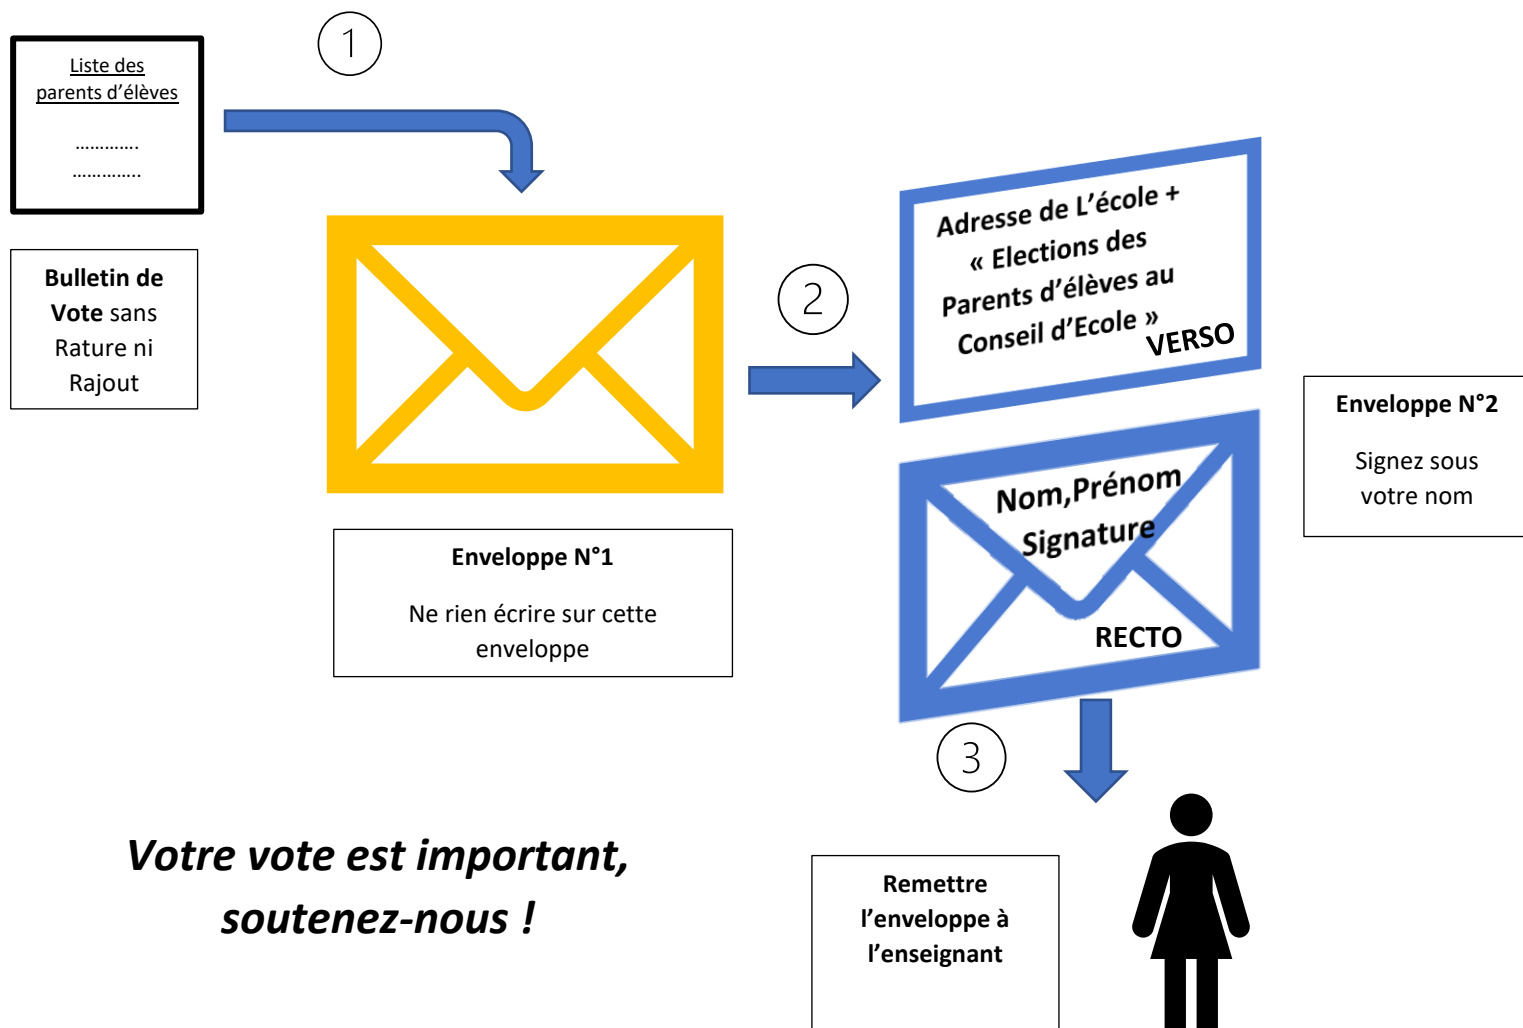 1
Liste des
parents d’élèves
………….
…………..
Bulletin de
Vote sans
Rature ni
Rajout
Enveloppe N°1
Ne rien écrire sur cette
enveloppe
2
Adresse de L’école +
« Elections des
Parents d’élèves au
Conseil d’Ecole »
VERSO
Nom,Prénom
Signature
RECTO
Enveloppe N°2
Signez sous
votre nom
3
Remettre
l’enveloppe à
l’enseignant
Votre vote est important,
soutenez-nous !